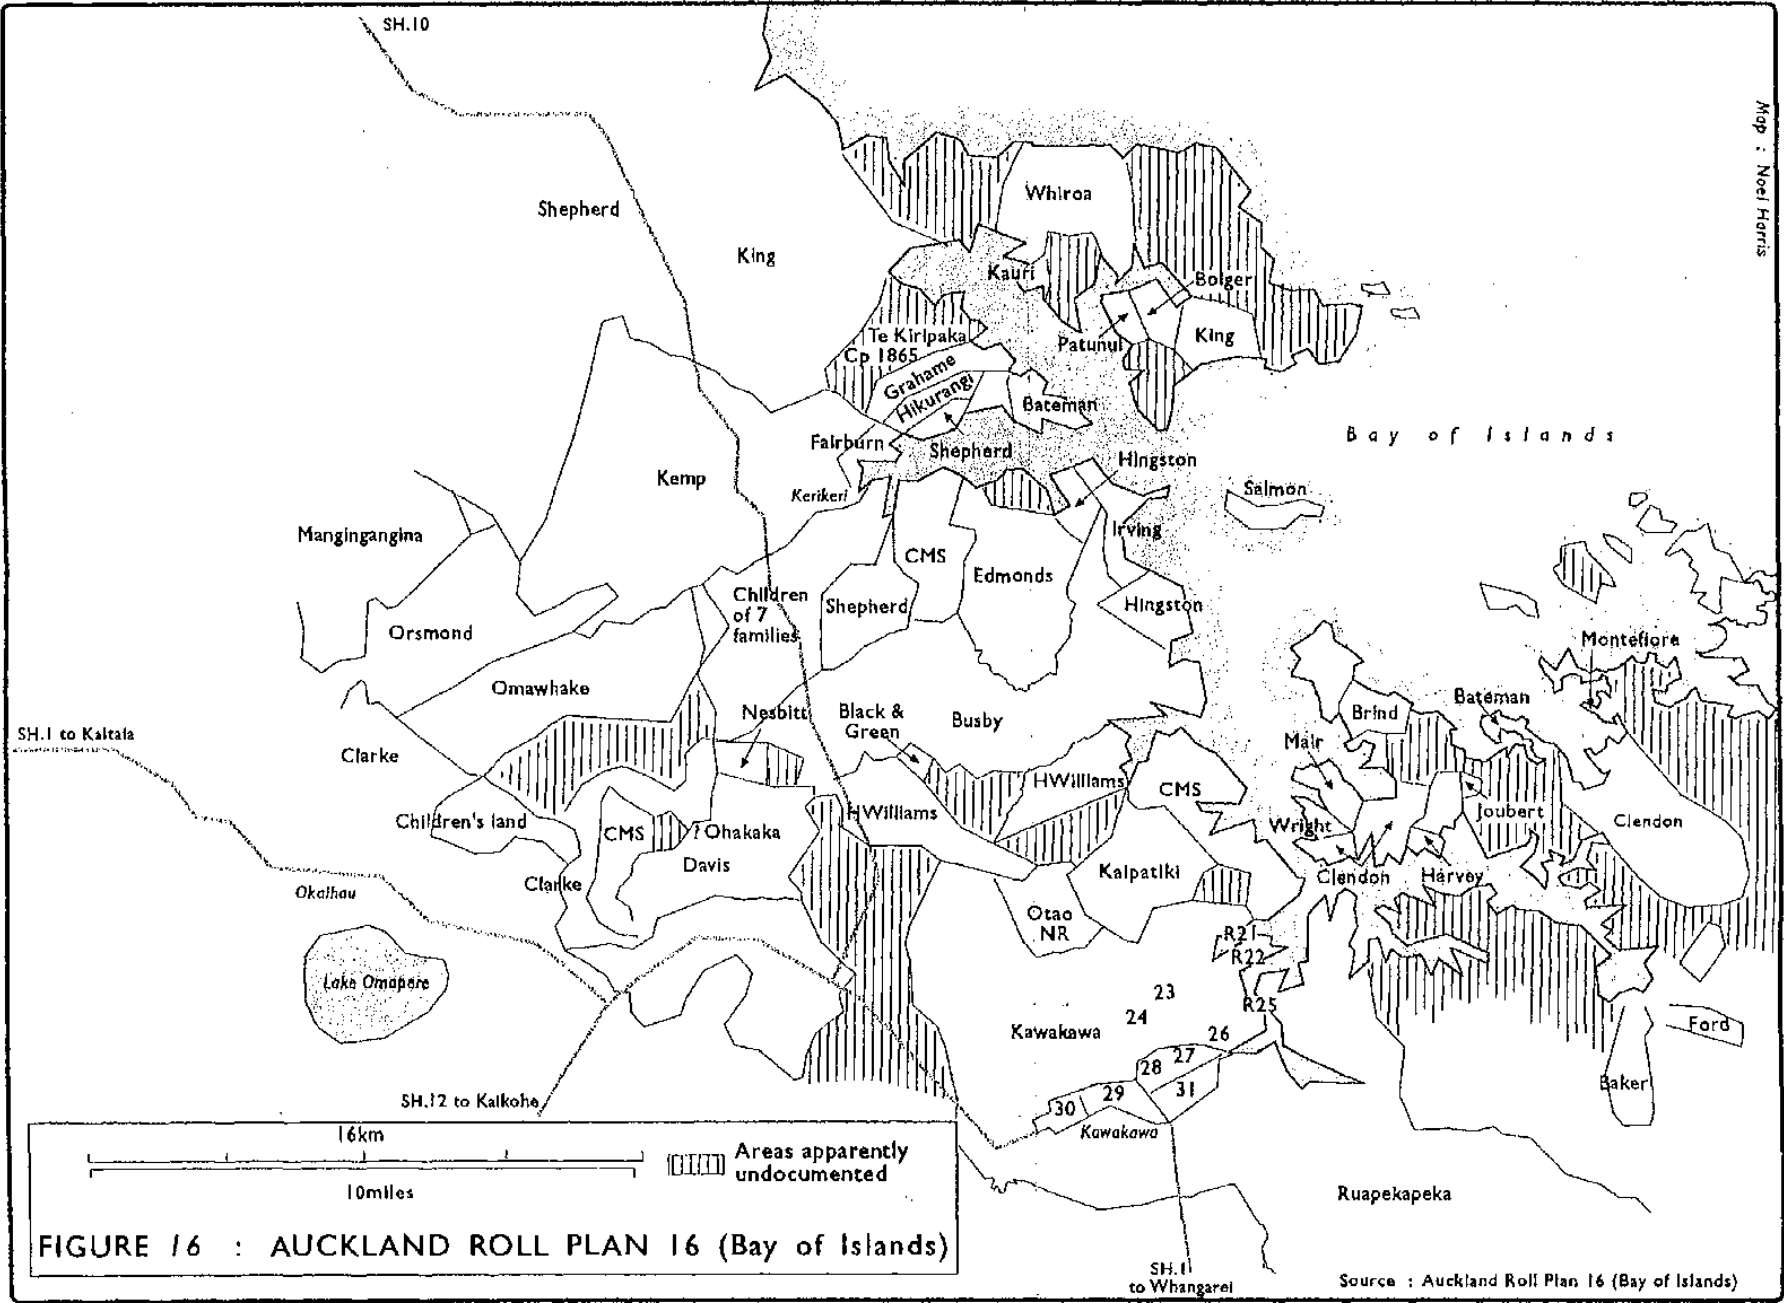 SH.10
Map : Noel Harris
Whiroa
Shepherd
King
Kauri
Bolger
Te Kiripaka
Cp 1865
Patunui
King
Grahame
Hikurangi
Bateman
Fairburn
Shepherd
Bay of Islands
Hingston
Kemp
Kerikeri
Salmon
Mangingangina
Irving
CMS
Edmonds
Children
of 7
families
Shepherd
Hingston
Orsmond
Montefiore
Omawhake
Bateman
Nesbitt
Black &
Green
Busby
Brind
SH.1 to Kaitaia
Mair
Clarke
H Williams
CMS
H Williams
Joubert
Children's land
CMS
? Ohakaka
Wright
Clendon
Davis
Kaipatiki
Clendon
Harvey
Clarke
Okaihau
Otao
NR
R21
R22
Lake Omapere
23
R25
24
Kawakawa
26
Ford
27
28
29
31
30
Baker
SH.12 to Kaikohe
Kawakawa
16km
10miles
Areas apparently
undocumented
Ruapekapeka
FIGURE 16 : AUCKLAND ROLL PLAN 16 (Bay of Islands)
SH.1
to Whangarei
Source : Auckland Roll Plan 16 (Bay of Islands)